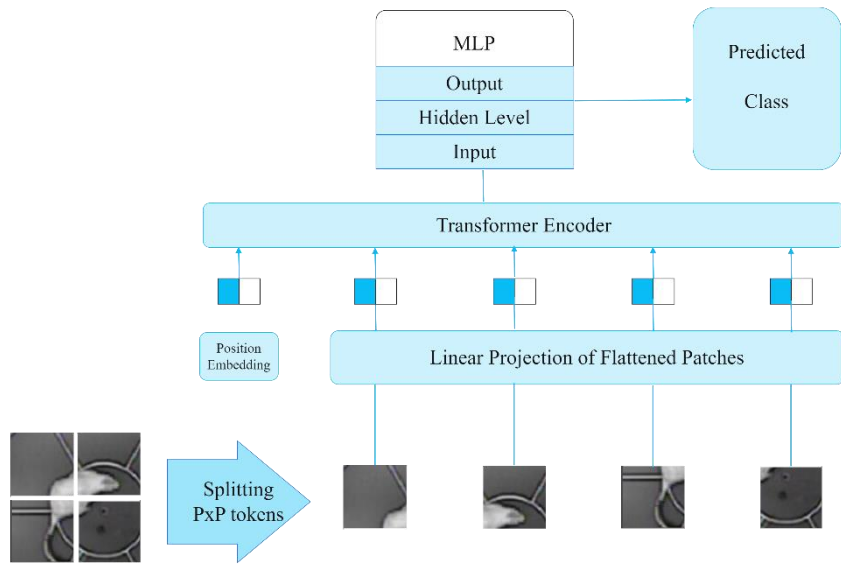 MLP
Output
Hidden Level
Input
Predicted
Class
Transformer Encoder
Position
Embedding
Linear Projection of Flattened Patches
Splitting
PxP tokens